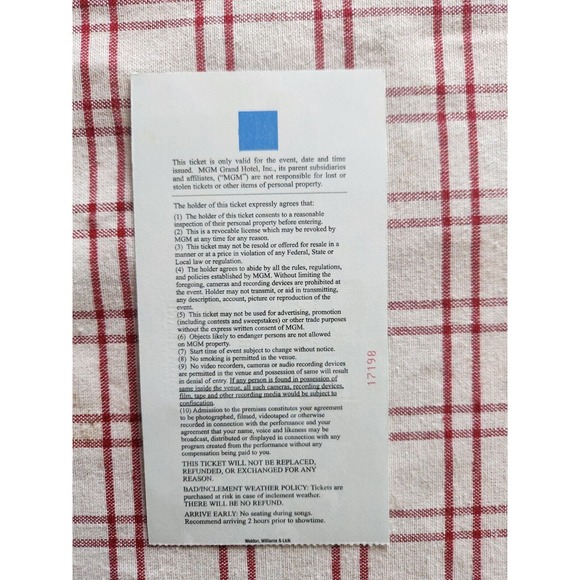 This ticket is only valid for the event, date and time
issued. MGM Grand Hotel, Inc., its parent subsidiaries
and affiliates, ("MGM") are not responsible for lost or
stolen tickets or other items of personal property.
The holder of this ticket expressly agrees that:
(1) The holder of this ticket consents to a reasonable
inspection of their personal property before entering.
(2) This is a revocable license which may be revoked by
MGM at any time for any reason.
(3) This ticket may not be resold or offered for resale in a
manner or at a price in violation of any Federal, State or
Local law or regulation.
(4) The holder agrees to abide by all the rules, regulations,
and policies established by MGM. Without limiting the
foregoing, cameras and recording devices are prohibited at
the event. Holder may not transmit, or aid in transmitting,
any description, account, picture or reproduction of the
event.
(5) This ticket may not be used for advertising, promotion
(including contests and sweepstakes) or other trade purposes
without the express written consent of MGM.
(6) Objects likely to endanger persons are not allowed
on MGM property.
(7) Start time of event subject to change without notice.
(8) No smoking is permitted in the venue.
(9) No video recorders, cameras or audio recording devices
are permitted in the venue and possession of same will result
in denial of entry. If any person is found in possession of
same inside the venue, all such cameras, recording devices,
film, tape and other recording media would be subject to
confiscation.
(10) Admission to the premises constitutes your agreement
to be photographed, filmed, videotaped or otherwise
recorded in connection with the performance and your
agreement that your name, voice and likeness may be
broadcast, distributed or displayed in connection with any
program created from the performance without any
compensation being paid to you.
THIS TICKET WILL NOT BE REPLACED,
REFUNDED, OR EXCHANGED FOR ANY
REASON.
BAD/INCLEMENT WEATHER POLICY: Tickets are
purchased at risk in case of inclement weather.
THERE WILL BE NO REFUND.
ARRIVE EARLY: No seating during songs.
Recommend arriving 2 hours prior to showtime.
Weldon, Williams & Lick
17190